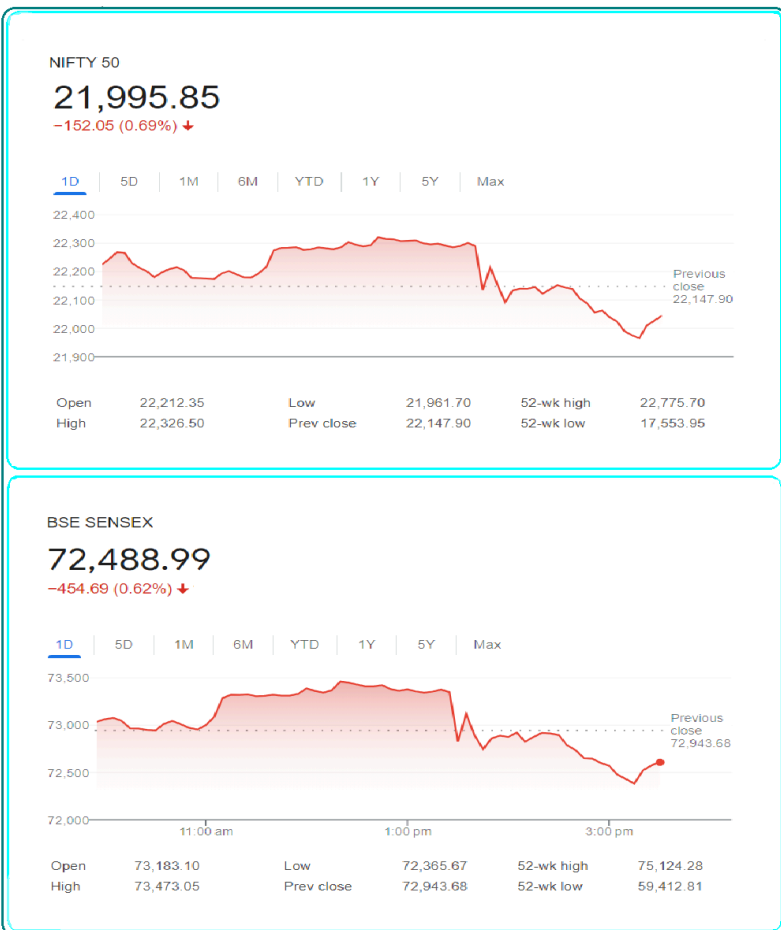 NIFTY 50
21,995.85
−152.05 (0.69%) ↓
1D 5D 1M 6M YTD 1Y 5Y Max
22,400
22,300
22,200
22,100
22,000
21,900
Previous
close
22,147.90
Open 22,212.35 Low 21,961.70 52-wk high 22,775.70
High 22,326.50 Prev close 22,147.90 52-wk low 17,553.95
BSE SENSEX
72,488.99
−454.69 (0.62%) ↓
1D 5D 1M 6M YTD 1Y 5Y Max
73,500
73,000
72,500
72,000
Previous
close
72,943.68
11:00 am 1:00 pm 3:00 pm
Open 73,183.10 Low 72,365.67 52-wk high 75,124.28
High 73,473.05 Prev close 72,943.68 52-wk low 59,412.81